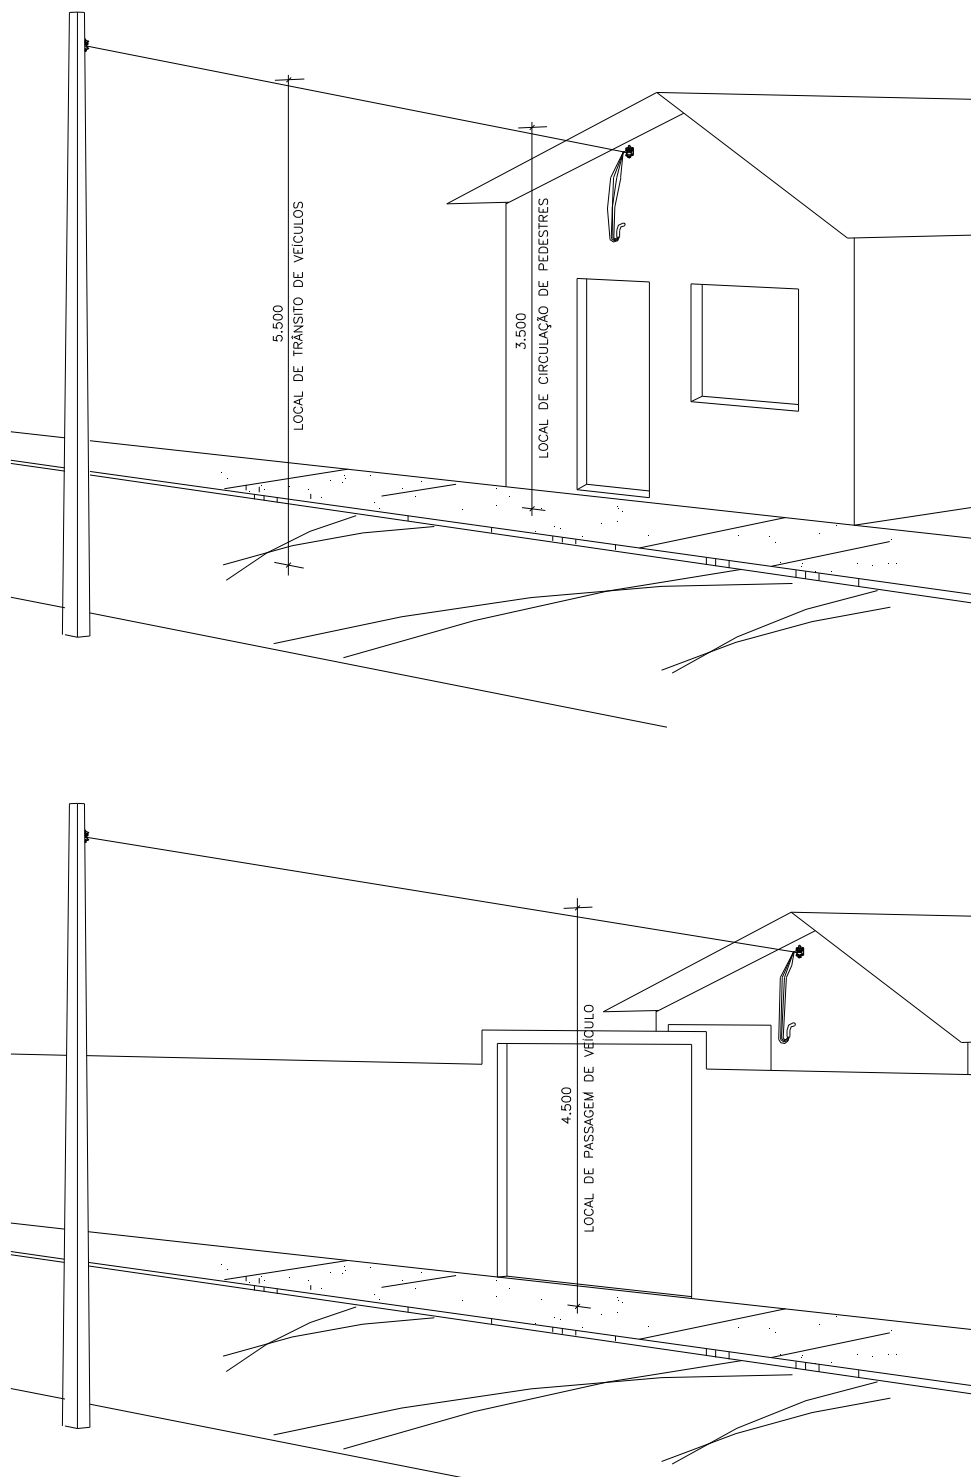 5.500
LOCAL DE TRÂNSITO DE VEÍCULOS
3.500
LOCAL DE CIRCULAÇÃO DE PEDESTRES
4.500
LOCAL DE PASSAGEM DE VEÍCULO